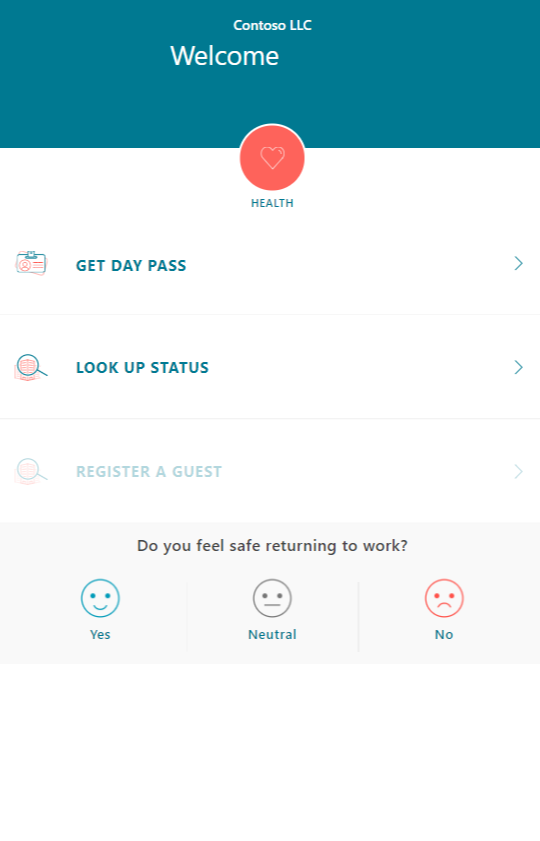 Contoso LLC
Welcome
HEALTH
GET DAY PASS
LOOK UP STATUS
REGISTER A GUEST
Do you feel safe returning to work?
Yes
Neutral
No